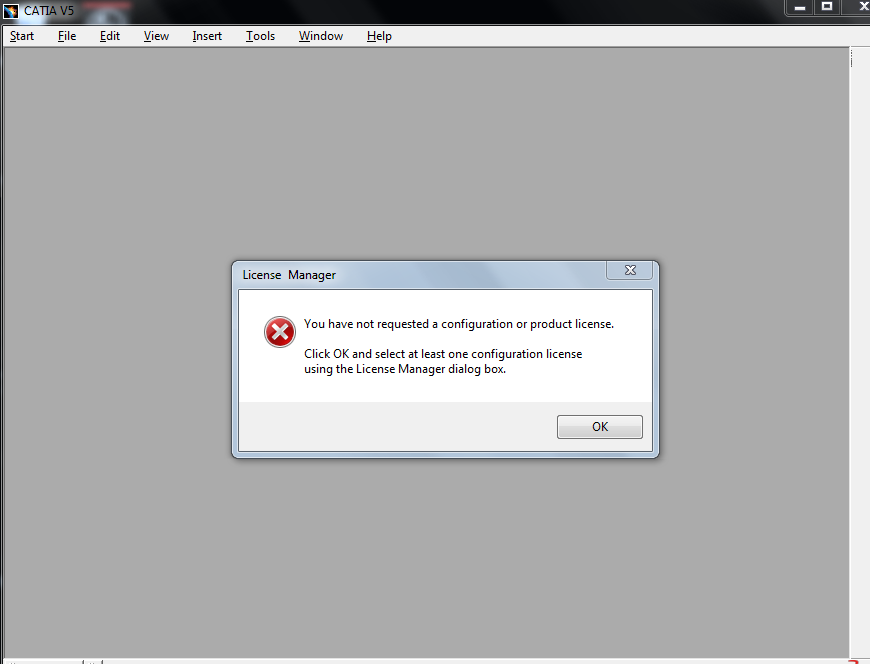 CATIA V5
Start File Edit View Insert Tools Window Help
License Manager
You have not requested a configuration or product license.
Click OK and select at least one configuration license
using the License Manager dialog box.
OK